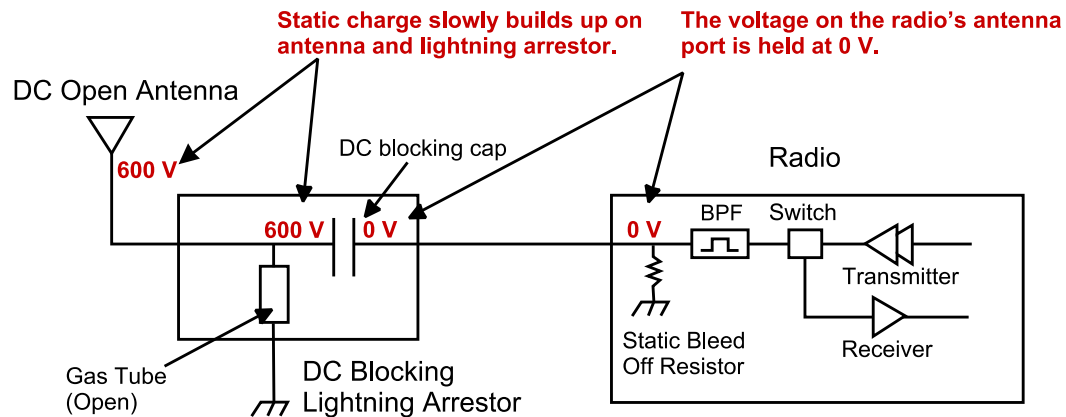 Static charge slowly builds up on
antenna and lightning arrestor.
The voltage on the radio's antenna
port is held at 0 V.
DC Open Antenna
600 V
DC blocking cap
Radio
600 V
0 V
0 V
BPF
Switch
Transmitter
Receiver
Static Bleed
Off Resistor
Gas Tube
(Open)
DC Blocking
Lightning Arrestor